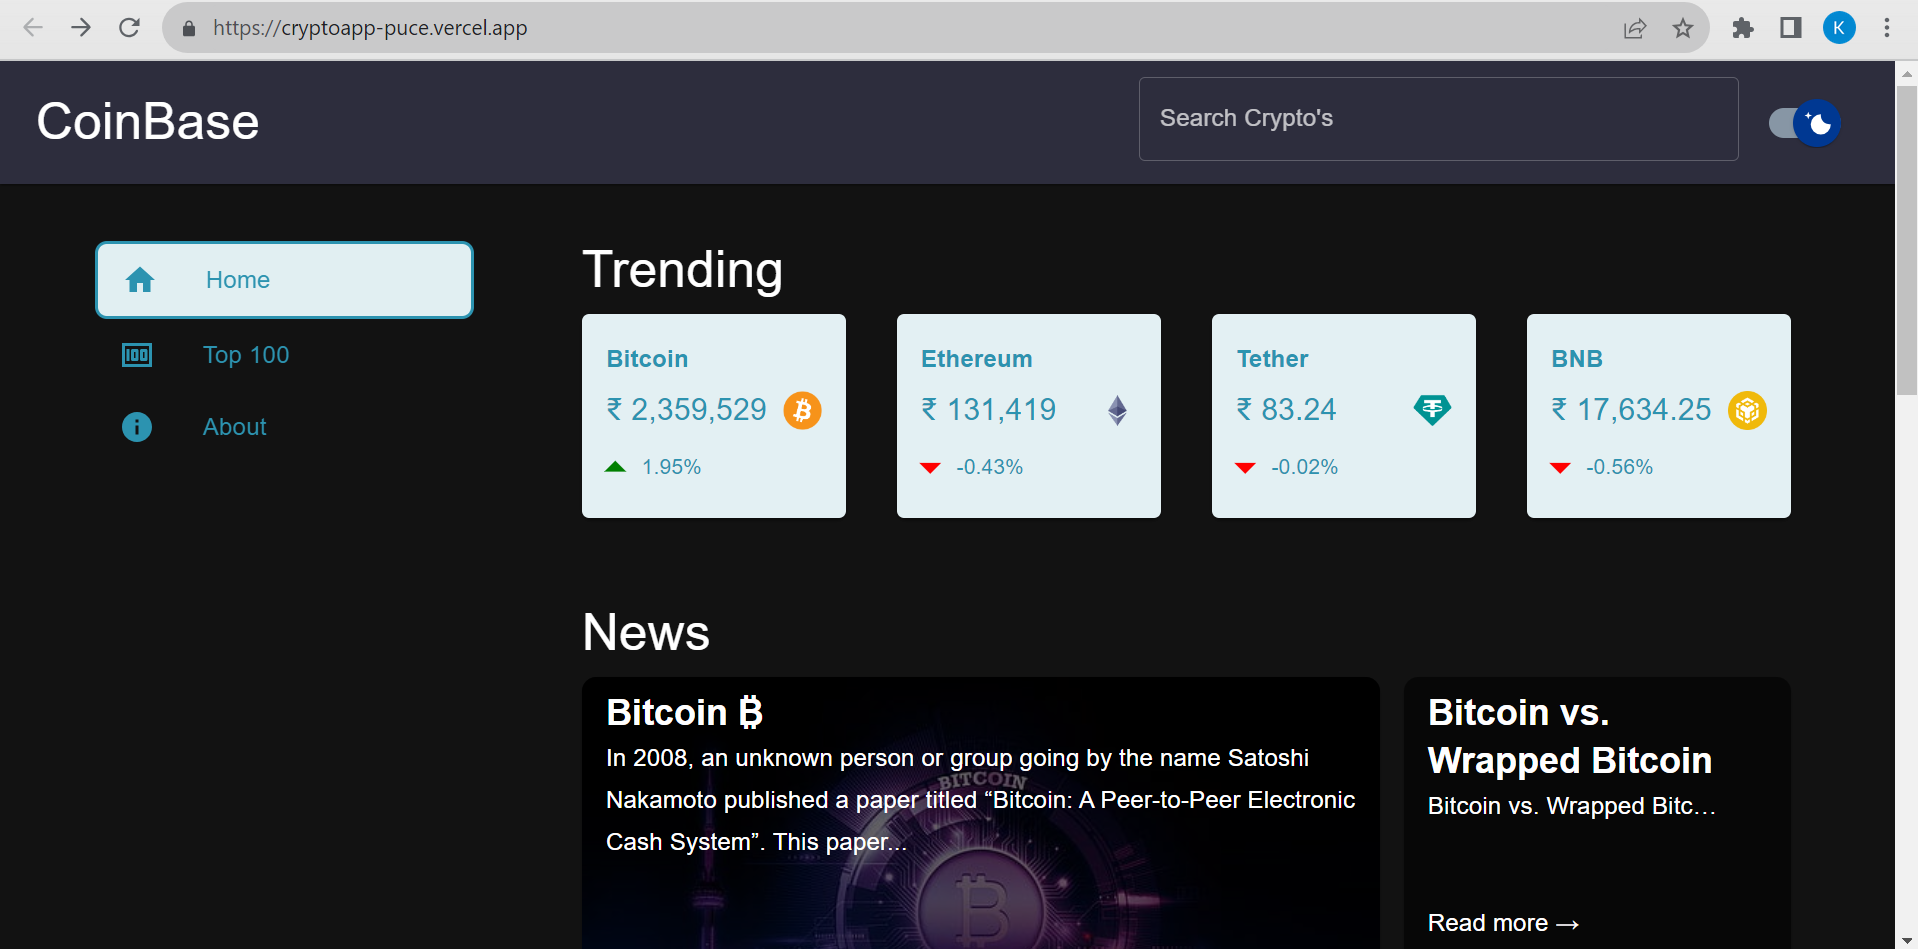 https://cryptoapp-puce.vercel.app
K
CoinBase
Search Crypto's
Home
100 Top 100
About
Trending
Bitcoin
₹ 2,359,529
1.95%
Ethereum
₹ 131,419
-0.43%
Tether
₹ 83.24
-0.02%
BNB
₹ 17,634.25
-0.56%
News
Bitcoin ₿
In 2008, an unknown person or group going by the name Satoshi
Nakamoto published a paper titled “Bitcoin: A Peer-to-Peer Electronic
Cash System”. This paper...
BITCOIN
Bitcoin vs.
Wrapped Bitcoin
Bitcoin vs. Wrapped Bitc…
Read more →